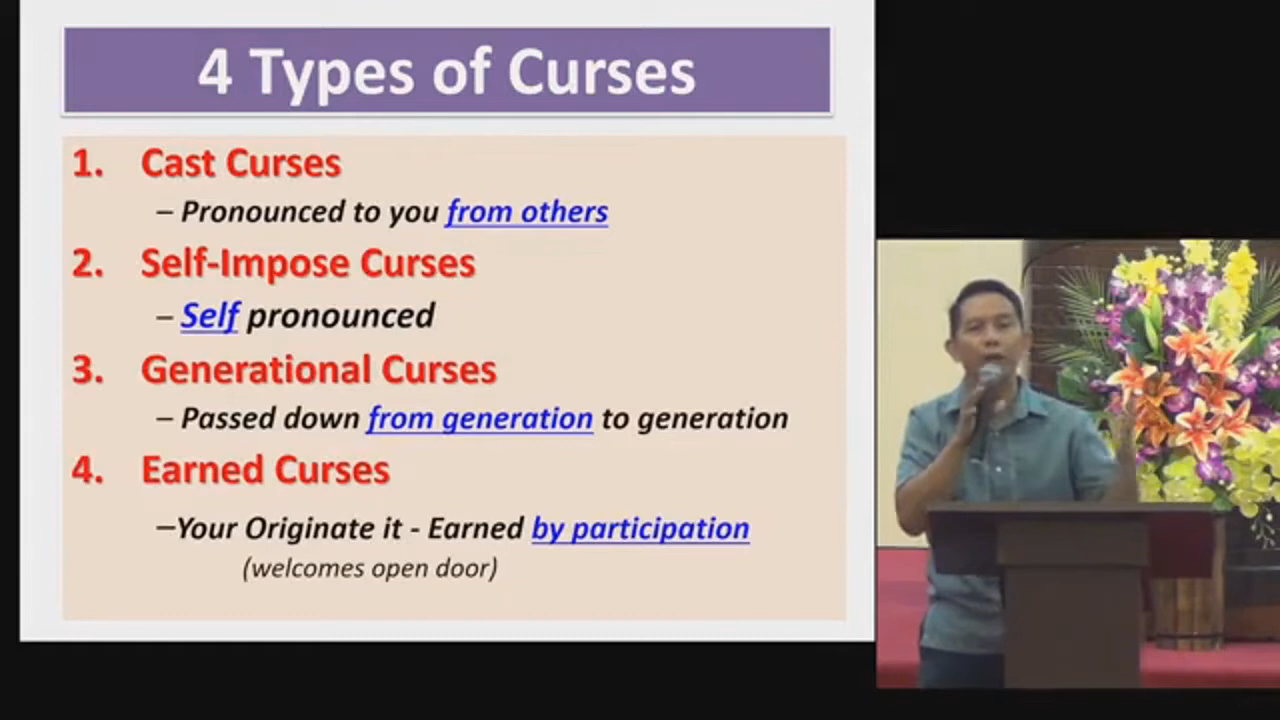 4 Types of Curses
1. Cast Curses
– Pronounced to you from others
2. Self-Impose Curses
– Self pronounced
3. Generational Curses
– Passed down from generation to generation
4. Earned Curses
–Your Originate it - Earned by participation
(welcomes open door)